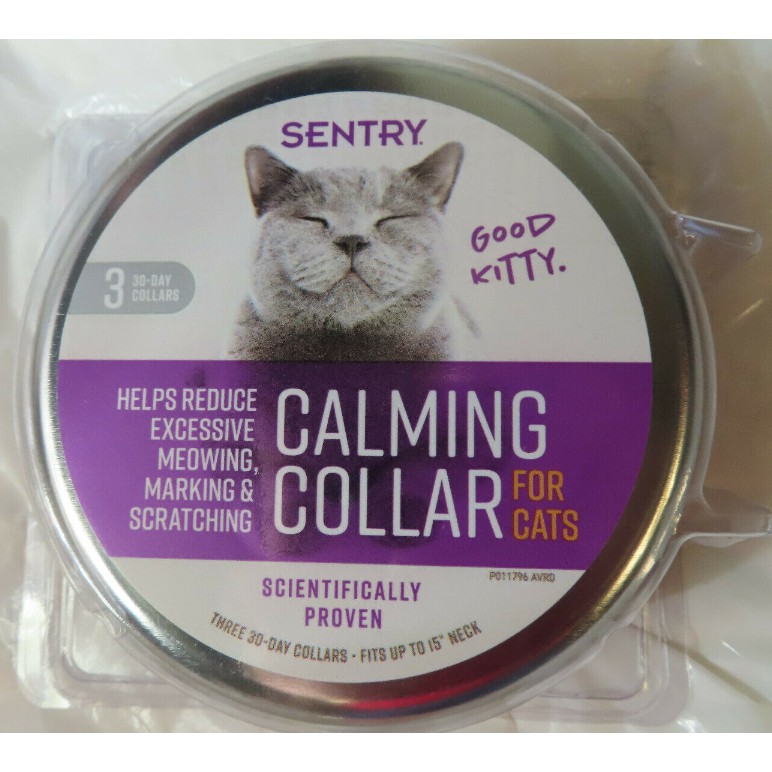 SENTRY.
GOOD
KITTY.
3 30-DAY
COLLARS
HELPS REDUCE
EXCESSIVE
MEOWING,
MARKING &
SCRATCHING
CALMING
COLLAR
FOR
CATS
P011796 AVRD
SCIENTIFICALLY
PROVEN
THREE 30-DAY COLLARS · FITS UP TO 15" NECK